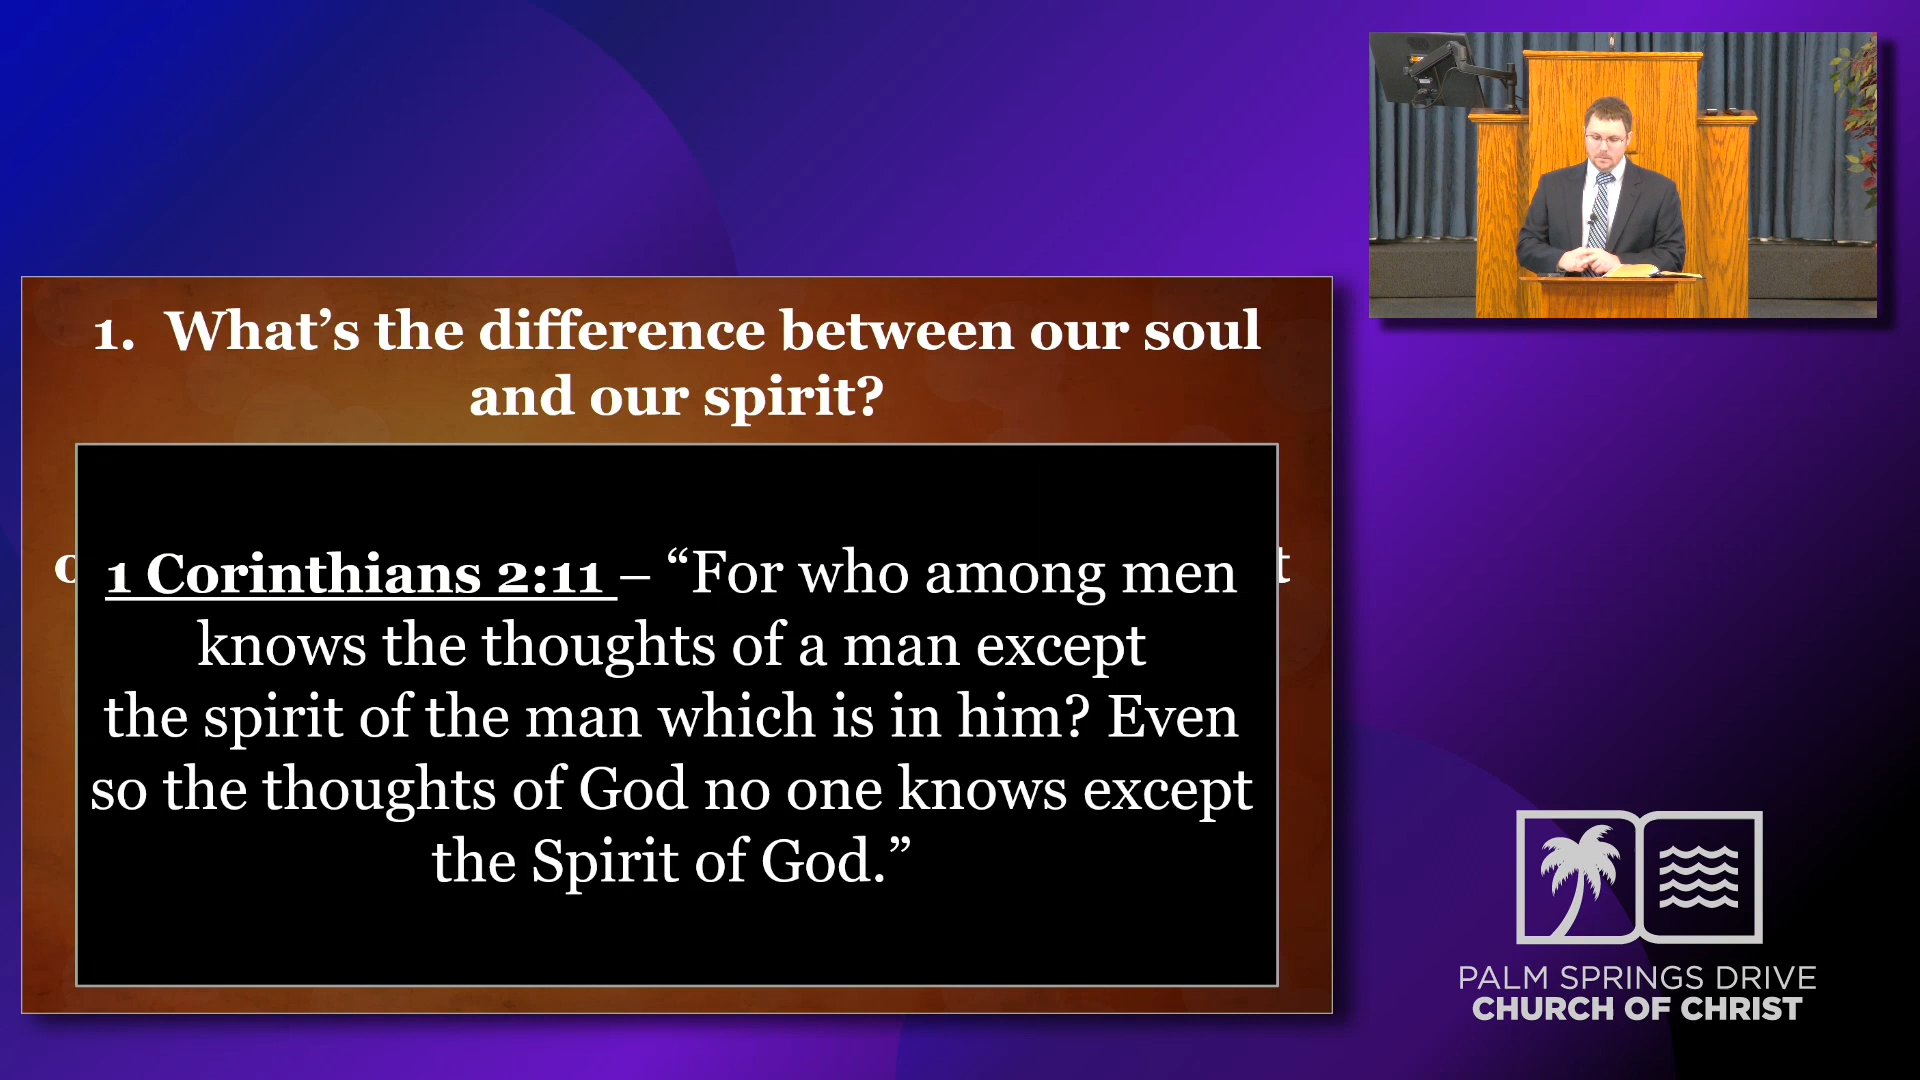 1. What’s the difference between our soul
and our spirit?
1 Corinthians 2:11 – “For who among men
knows the thoughts of a man except
the spirit of the man which is in him? Even
so the thoughts of God no one knows except
the Spirit of God.”
PALM SPRINGS DRIVE
CHURCH OF CHRIST